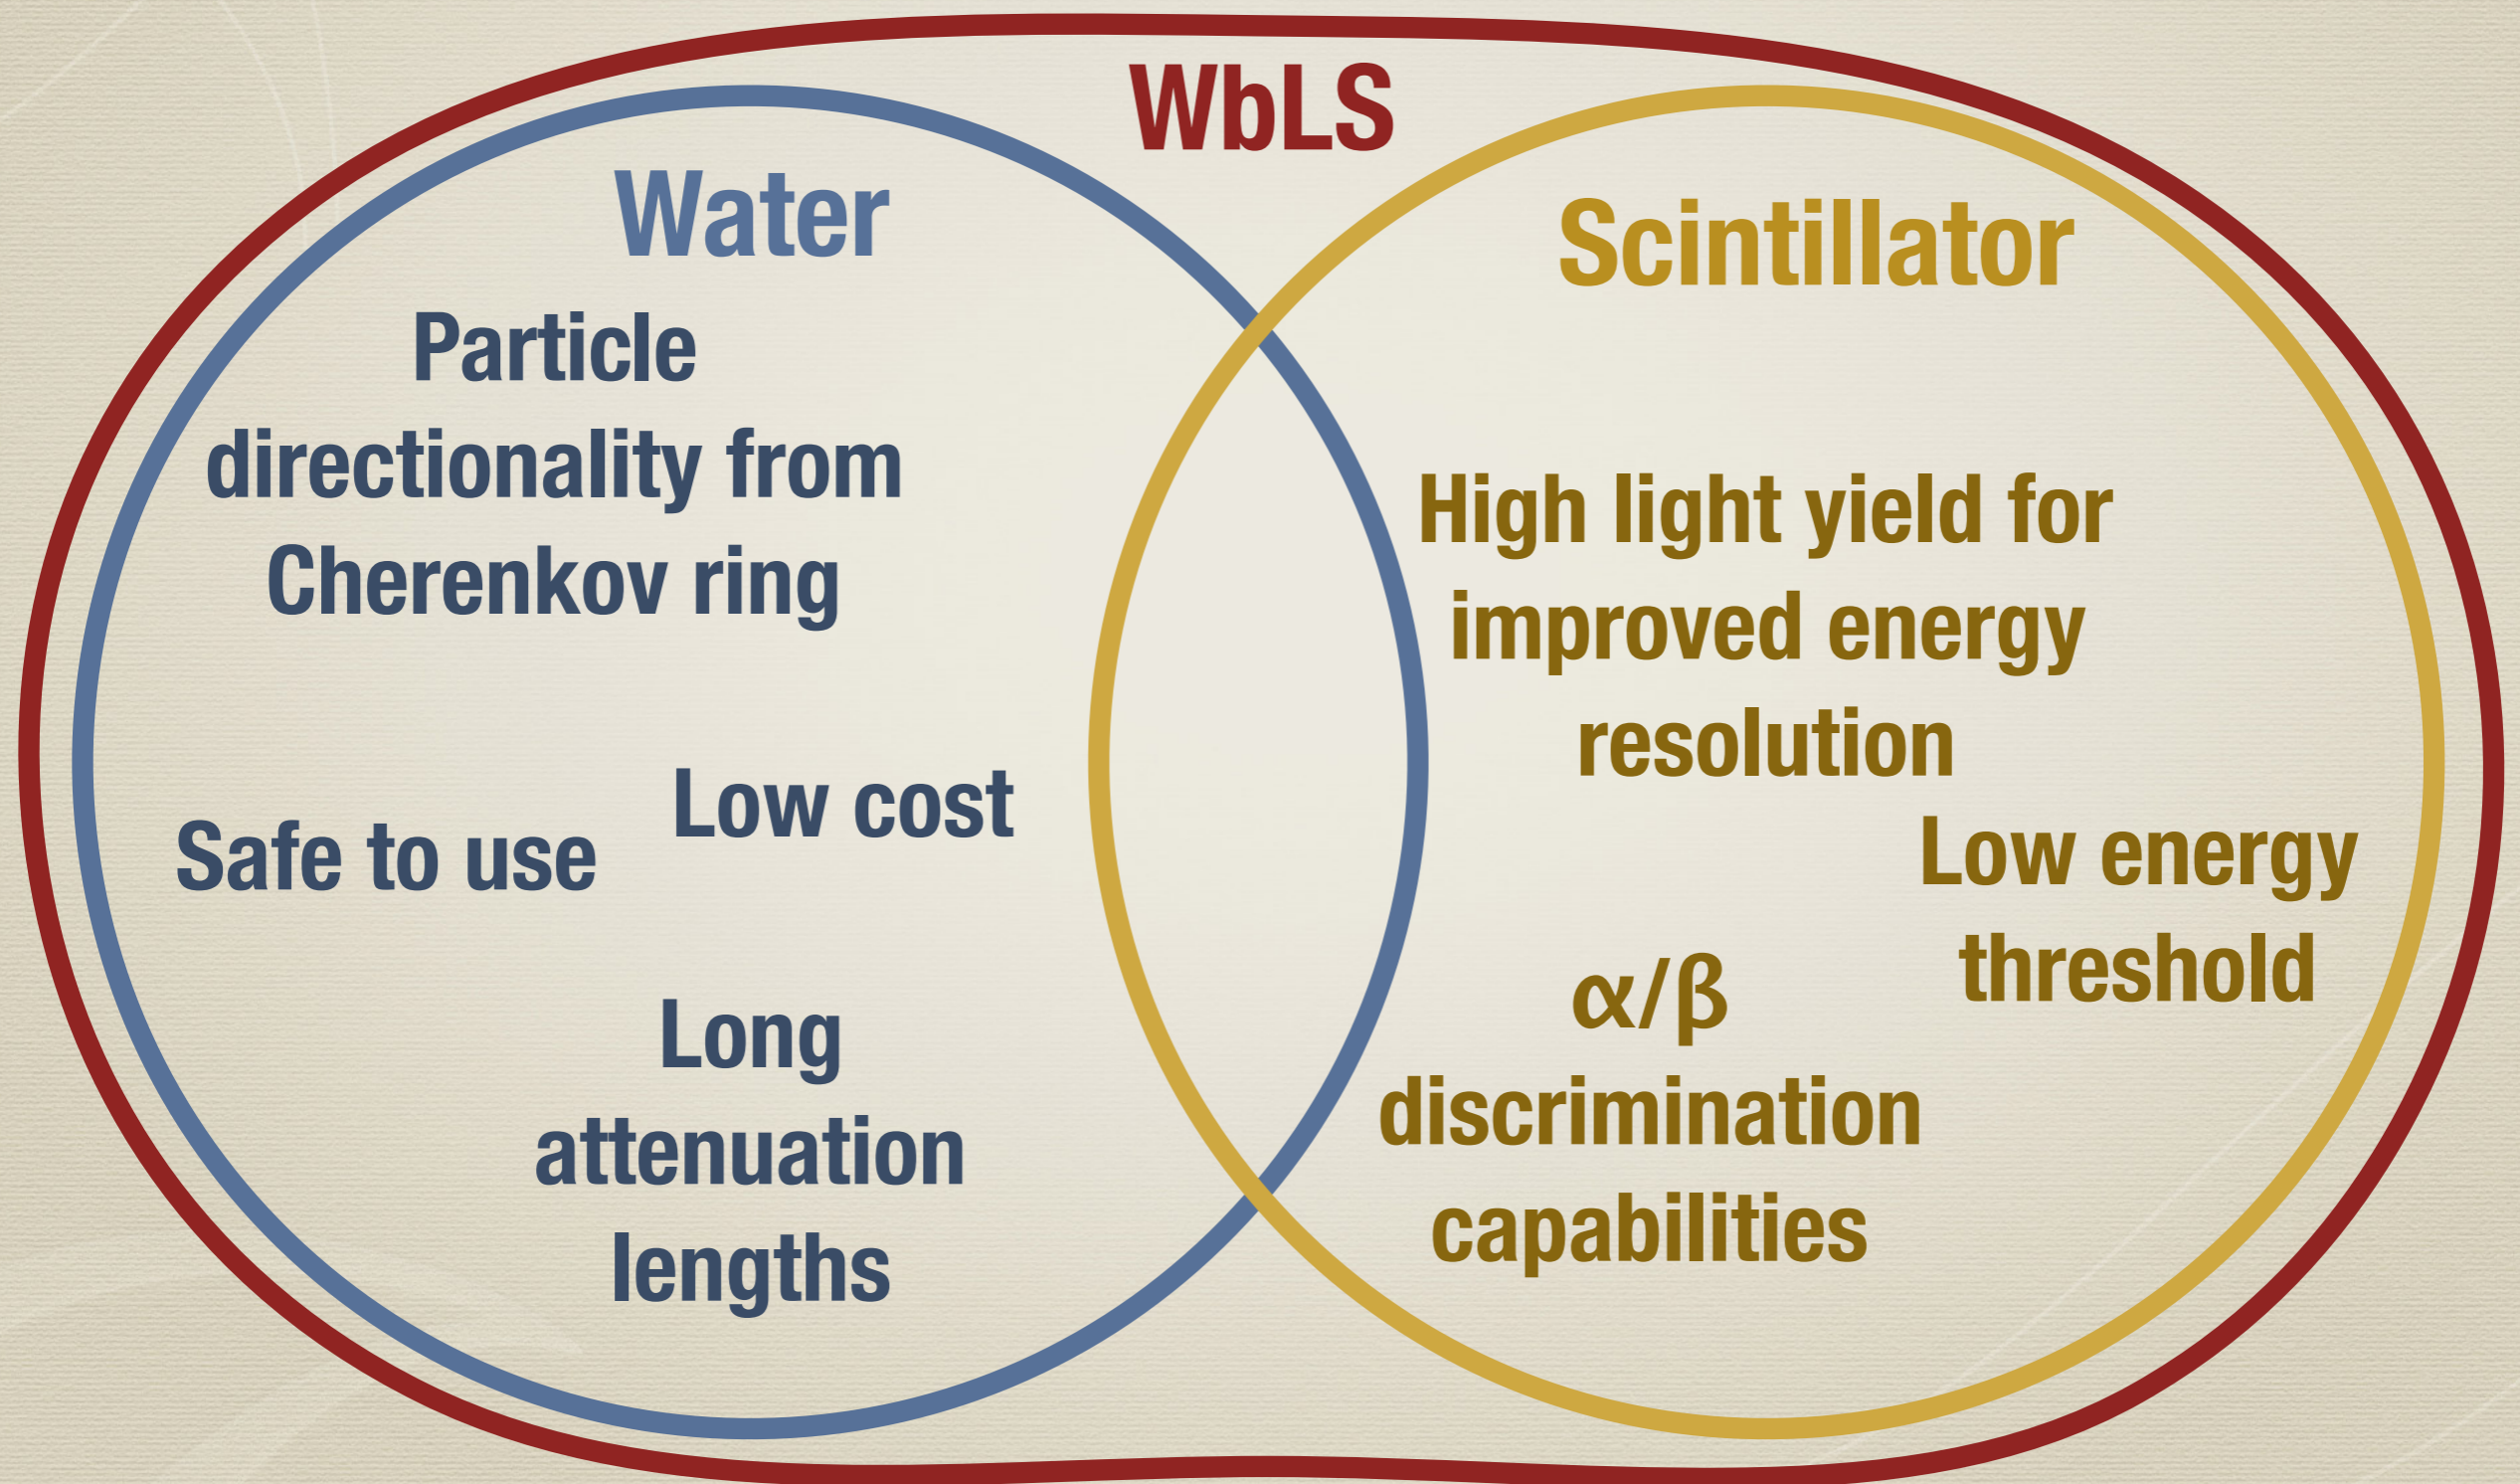 WbLS
Water
Particle
directionality from
Cherenkov ring
Low cost
Safe to use
Long
attenuation
lengths
Scintillator
High light yield for
improved energy
resolution
Low energy
threshold
α/β
discrimination
capabilities